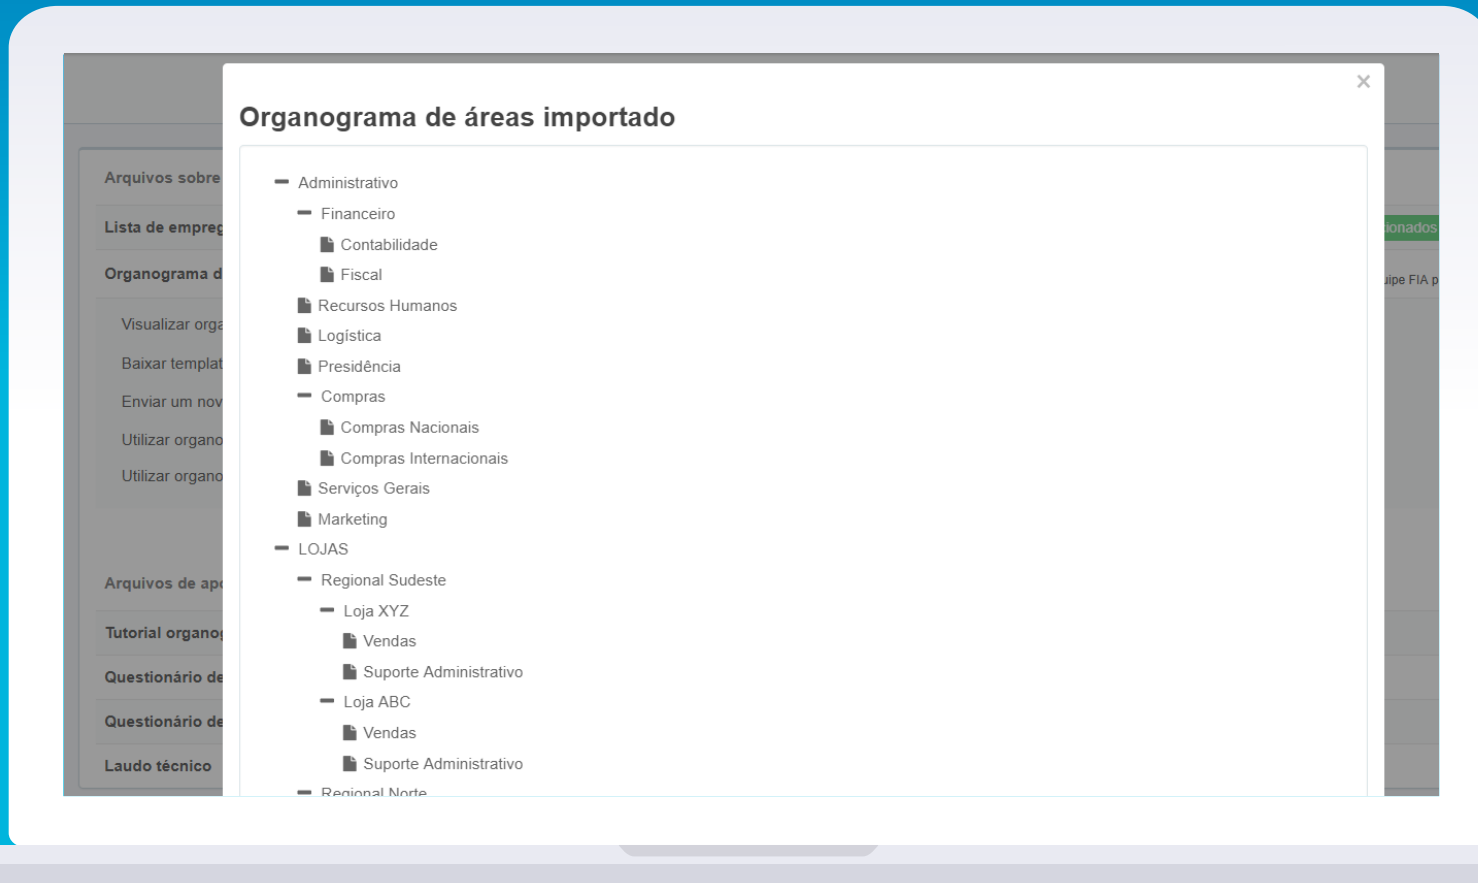 ×
Organograma de áreas importado
Administrativo
Financeiro
Contabilidade
Fiscal
Recursos Humanos
Logística
Presidência
Compras
Compras Nacionais
Compras Internacionais
Serviços Gerais
Marketing
LOJAS
Regional Sudeste
Loja XYZ
Vendas
Suporte Administrativo
Loja ABC
Vendas
Suporte Administrativo
Regional Norte
Arquivos sobre
Lista de empreg
Organograma d
Visualizar orga
Baixar templat
Enviar um nov
Utilizar organo
Utilizar organo
Arquivos de apo
Tutorial organog
Questionário de
Questionário de
Laudo técnico
ionados
uipe FIA p